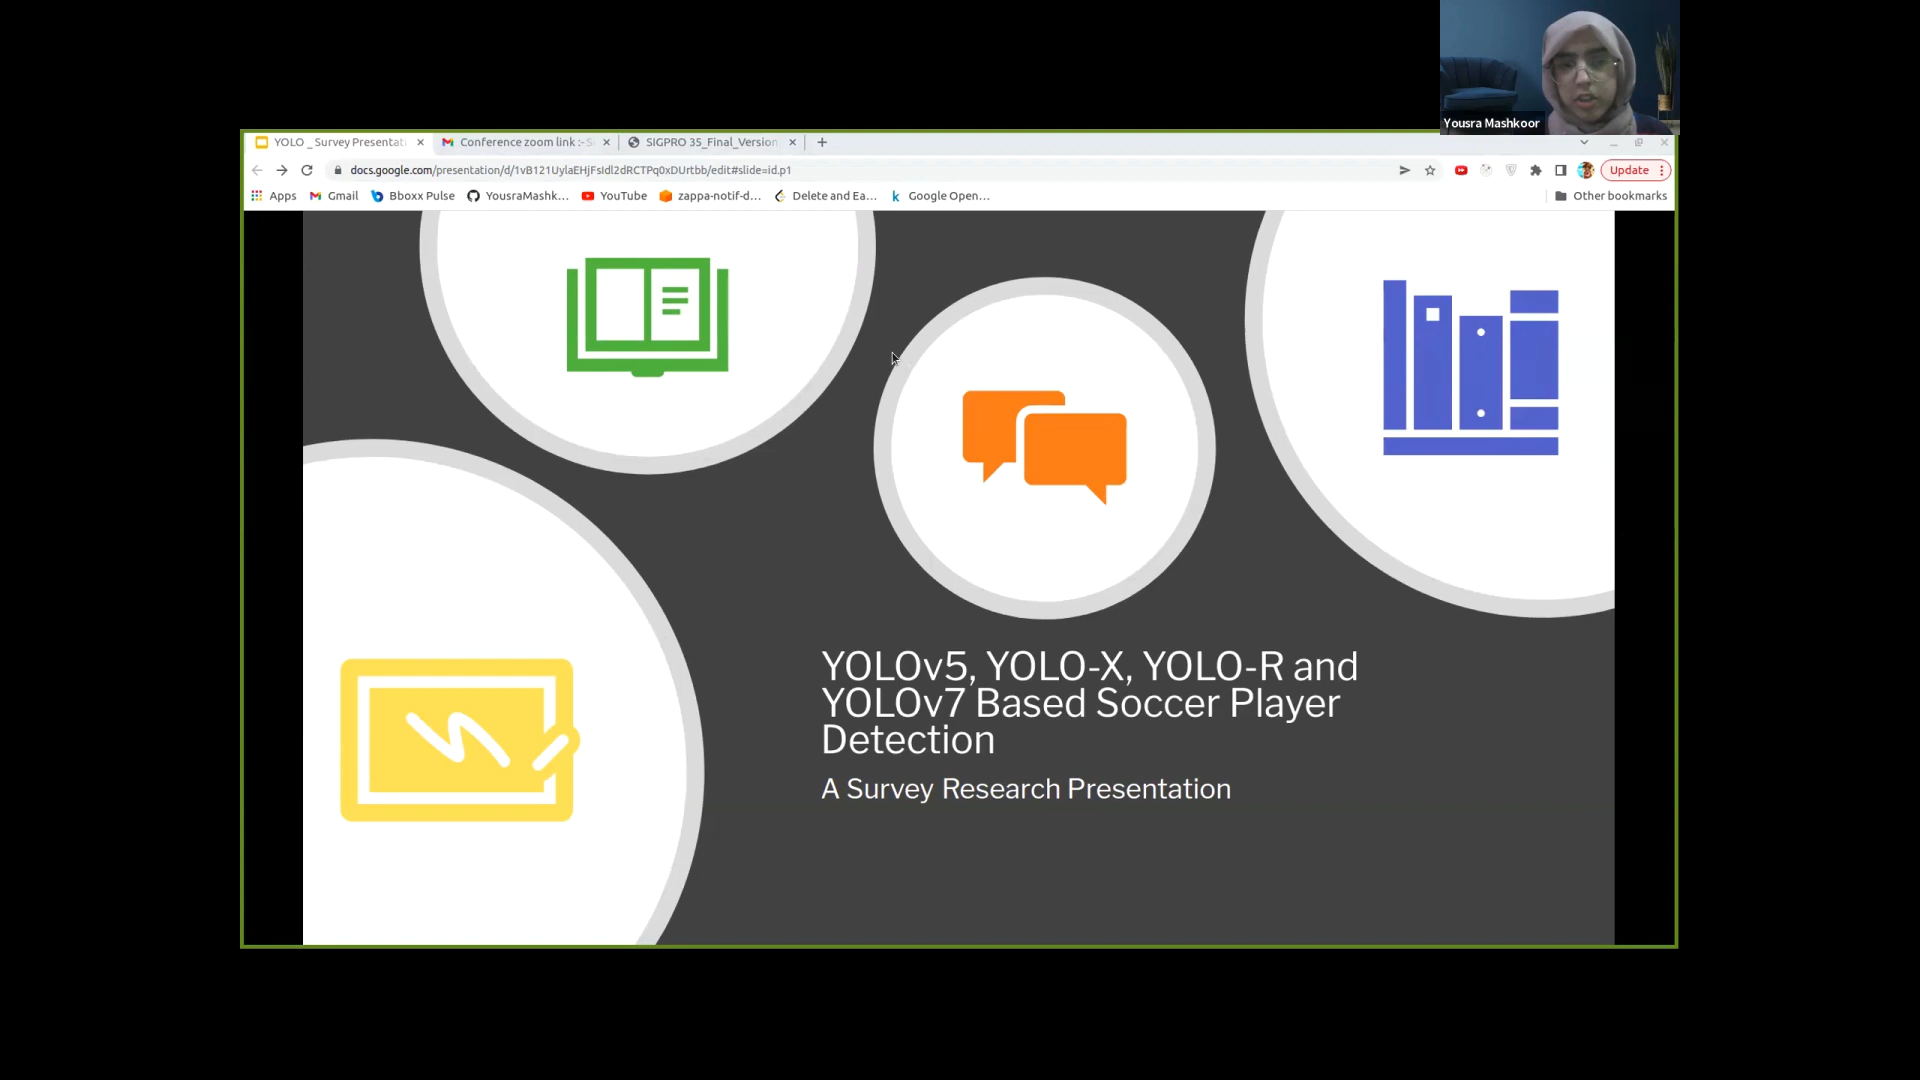 Yousra Mashkoor
YOLO _ Survey Presentati
Conference zoom link :- S
SIGPRO 35_Final_Version
docs.google.com/presentation/d/1vB121UylaEHjFsIdl2dRCTPq0xDUrtbb/edit#slide=id.p1
Update
Apps
Gmail
Bboxx Pulse
YousraMashk...
YouTube
zappa-notif-d...
Delete and Ea...
Google Open...
Other bookmarks
YOLOv5, YOLO-X, YOLO-R and
YOLOv7 Based Soccer Player
Detection
A Survey Research Presentation